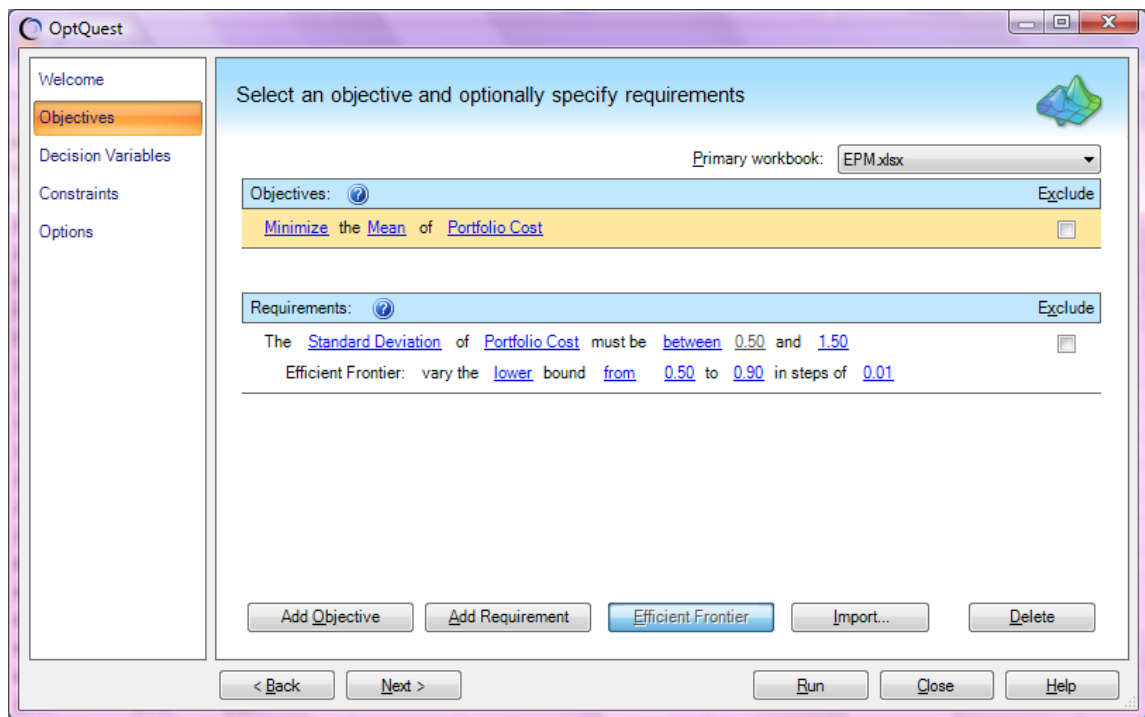 OptQuest
Welcome
Objectives
Decision Variables
Constraints
Options
Select an objective and optionally specify requirements
Primary workbook: EPM.xlsx
Objectives: Exclude
Minimize the Mean of Portfolio Cost
Requirements: Exclude
The Standard Deviation of Portfolio Cost must be between 0.50 and 1.50
Efficient Frontier: vary the lower bound from 0.50 to 0.90 in steps of 0.01
Add Objective Add Requirement Efficient Frontier Import... Delete
< Back Next > Run Close Help